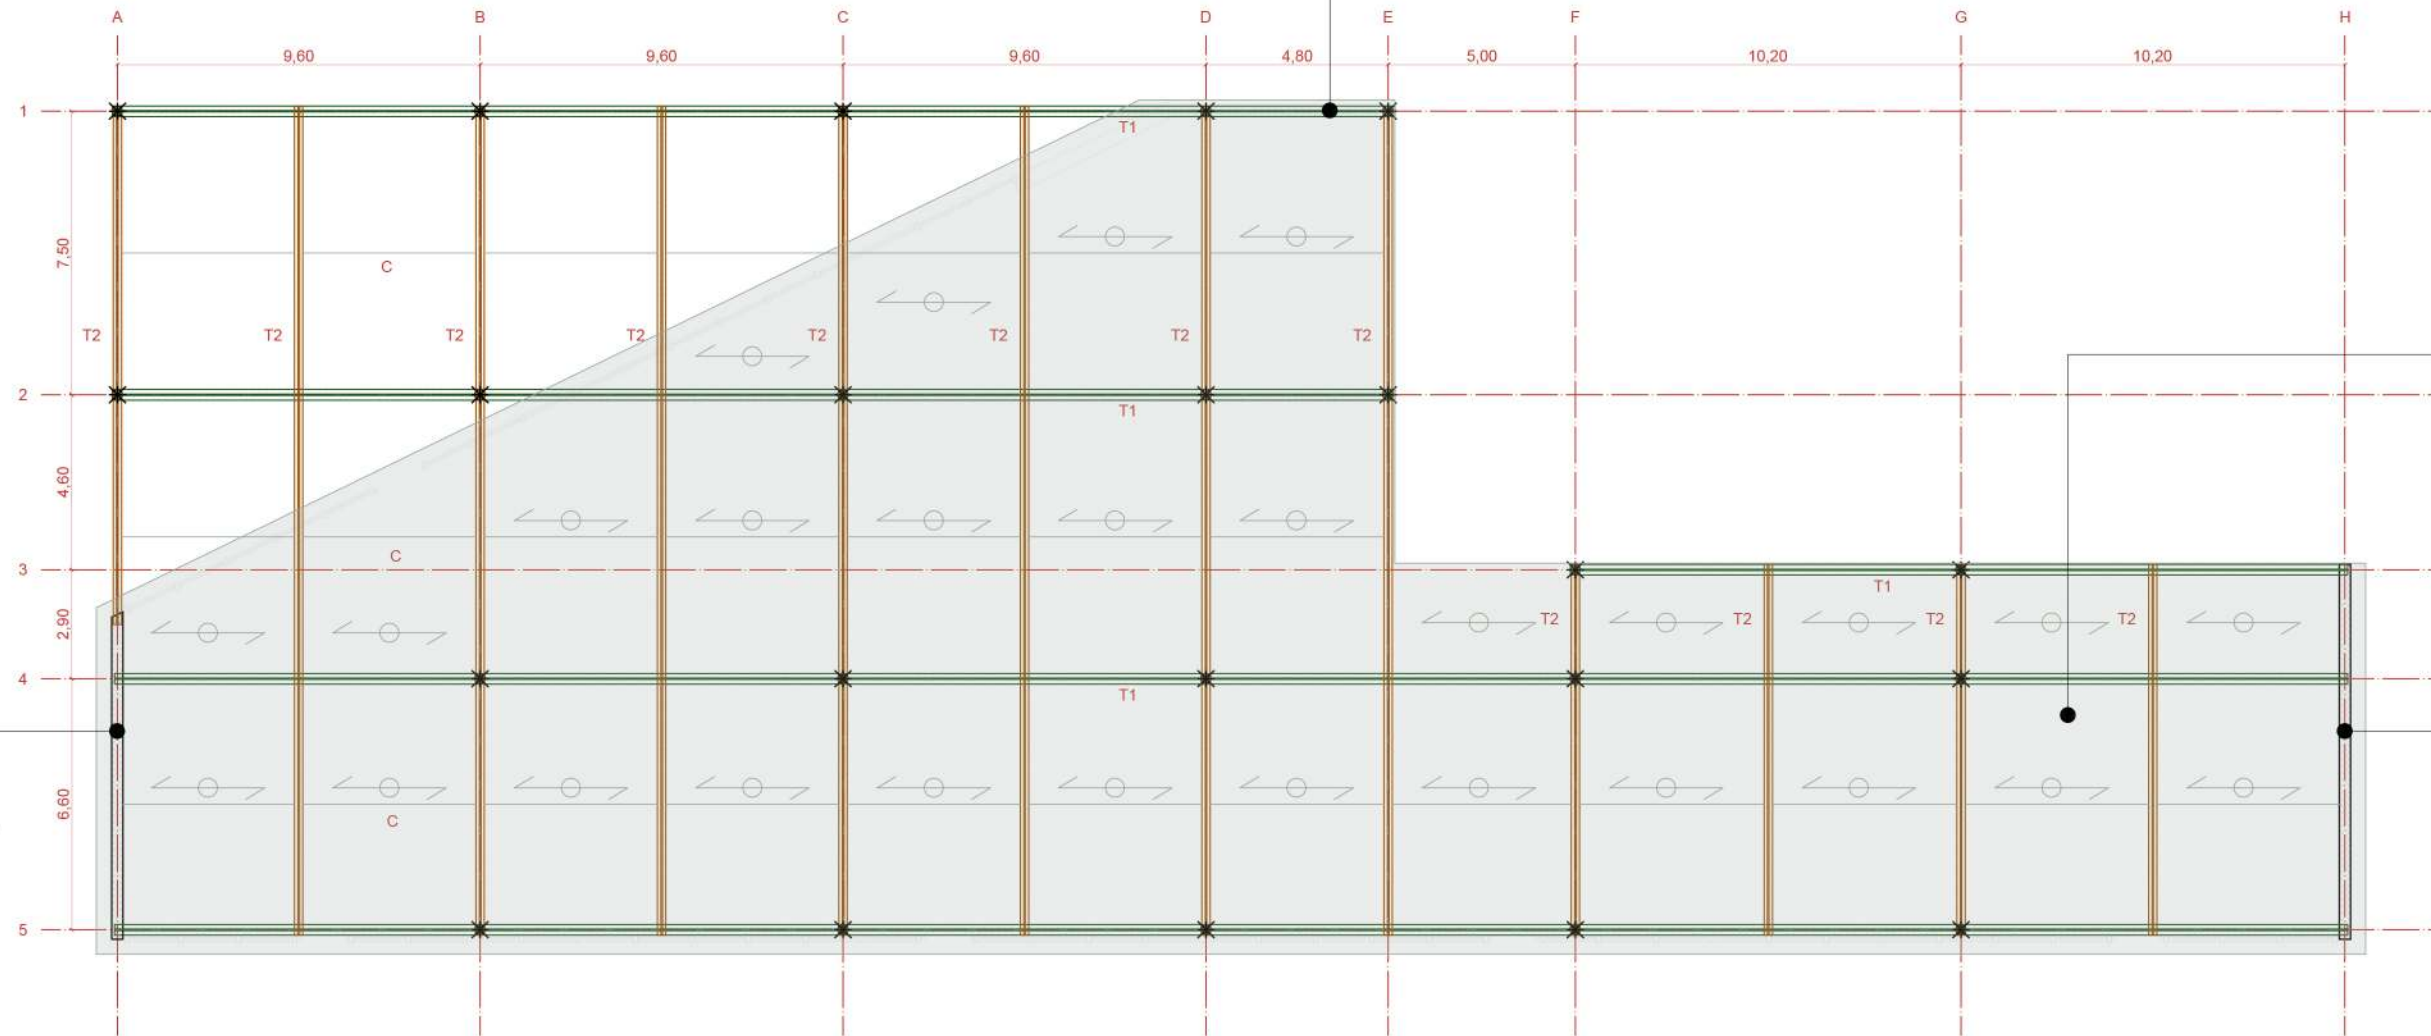 A B C D E F G H
9,60 9,60 9,60 4,80 5,00 10,20 10,20
1
T1
7,50
C
T2 T2 T2 T2 T2 T2 T2 T2
2
T1
4,60
C
3
T1
2,90
T2 T2 T2 T2
4
T1
6,60
C
5